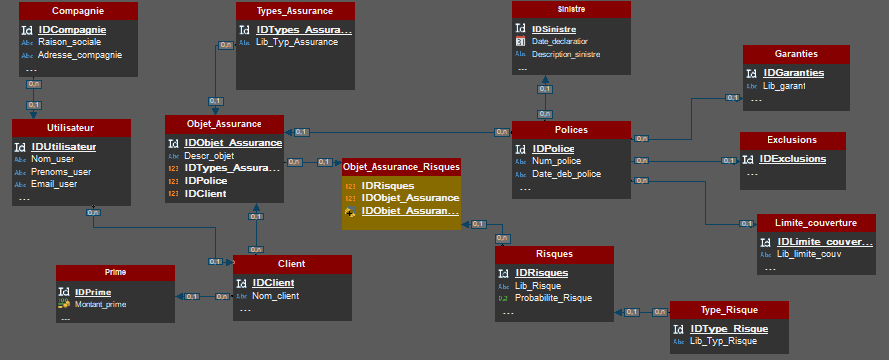 Compagnie
IDCompagnie
Raison_sociale
Adresse_compagnie
...
Types_Assurance
IDTypes_Assura...
Lib_Typ_Assurance
...
Sinistre
IDSinistre
Date_declaration
Description_sinistre
...
Garanties
IDGaranties
Lib_garant
...
0,n
0,1
0,n
0,1
0,1
0,n
0,n
0,1
Utilisateur
IDUtilisateur
Nom_user
Prenoms_user
Email_user
...
Objet_Assurance
IDObjet_Assurance
Descr_objet
IDTypes_Assura...
IDPolice
IDClient
0,1
0,n
Polices
IDPolice
Num_police
Date_deb_police
...
0,n
0,1
Exclusions
IDExclusions
...
0,n
0,1
Objet_Assurance_Risques
IDRisques
IDObjet_Assurance
IDObjet_Assuran...
0,n
0,1
Limite_couverture
IDLimite_couver...
Lib_limite_couv
...
0,n
0,1
0,1
0,n
0,1
0,n
Client
IDClient
Nom_client
...
Prime
IDPrime
Montant_prime
...
0,1
0,n
Risques
IDRisques
Lib_Risque
Probabilite_Risque
...
0,1
0,n
Type_Risque
IDType_Risque
Lib_Typ_Risque
...